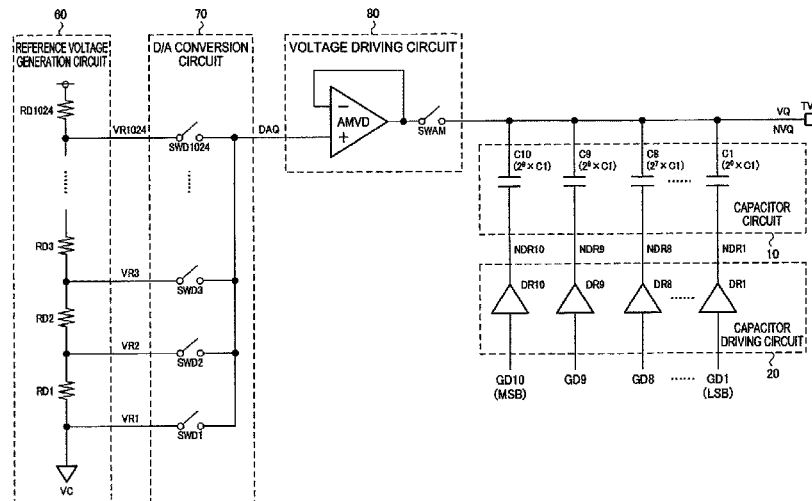 60
REFERENCE VOLTAGE
GENERATION CIRCUIT
70
D/A CONVERSION
CIRCUIT
80
VOLTAGE DRIVING CIRCUIT
RD1024
VR1024
SWD1024
DAQ
AMVD
SWAM
VQ
NVQ
TVQ
C10
(2⁹ × C1)
C9
(2⁸ × C1)
C8
(2⁷ × C1)
C1
(2⁰ × C1)
CAPACITOR
CIRCUIT
10
NDR10
NDR9
NDR8
NDR1
RD3
VR3
SWD3
RD2
VR2
SWD2
RD1
VR1
SWD1
VC
DR10
DR9
DR8
DR1
CAPACITOR
DRIVING CIRCUIT
20
GD10
(MSB)
GD9
GD8
GD1
(LSB)